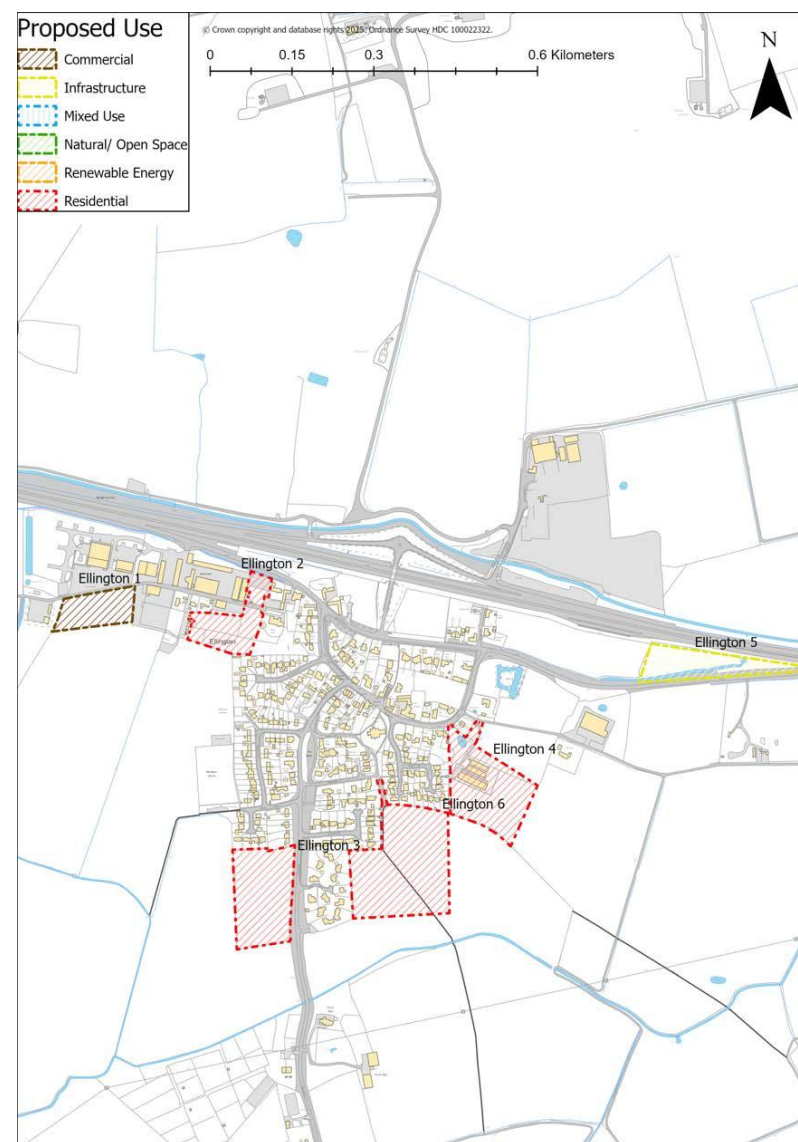 Proposed Use
Commercial
Infrastructure
Mixed Use
Natural/ Open Space
Renewable Energy
Residential
© Crown copyright and database rights 2025. Ordnance Survey HDC 100022322.
0 0.15 0.3 0.6 Kilometers
N
Ellington 2
Ellington 1
Ellington
Ellington 5
Ellington 4
Ellington 6
Ellington 3